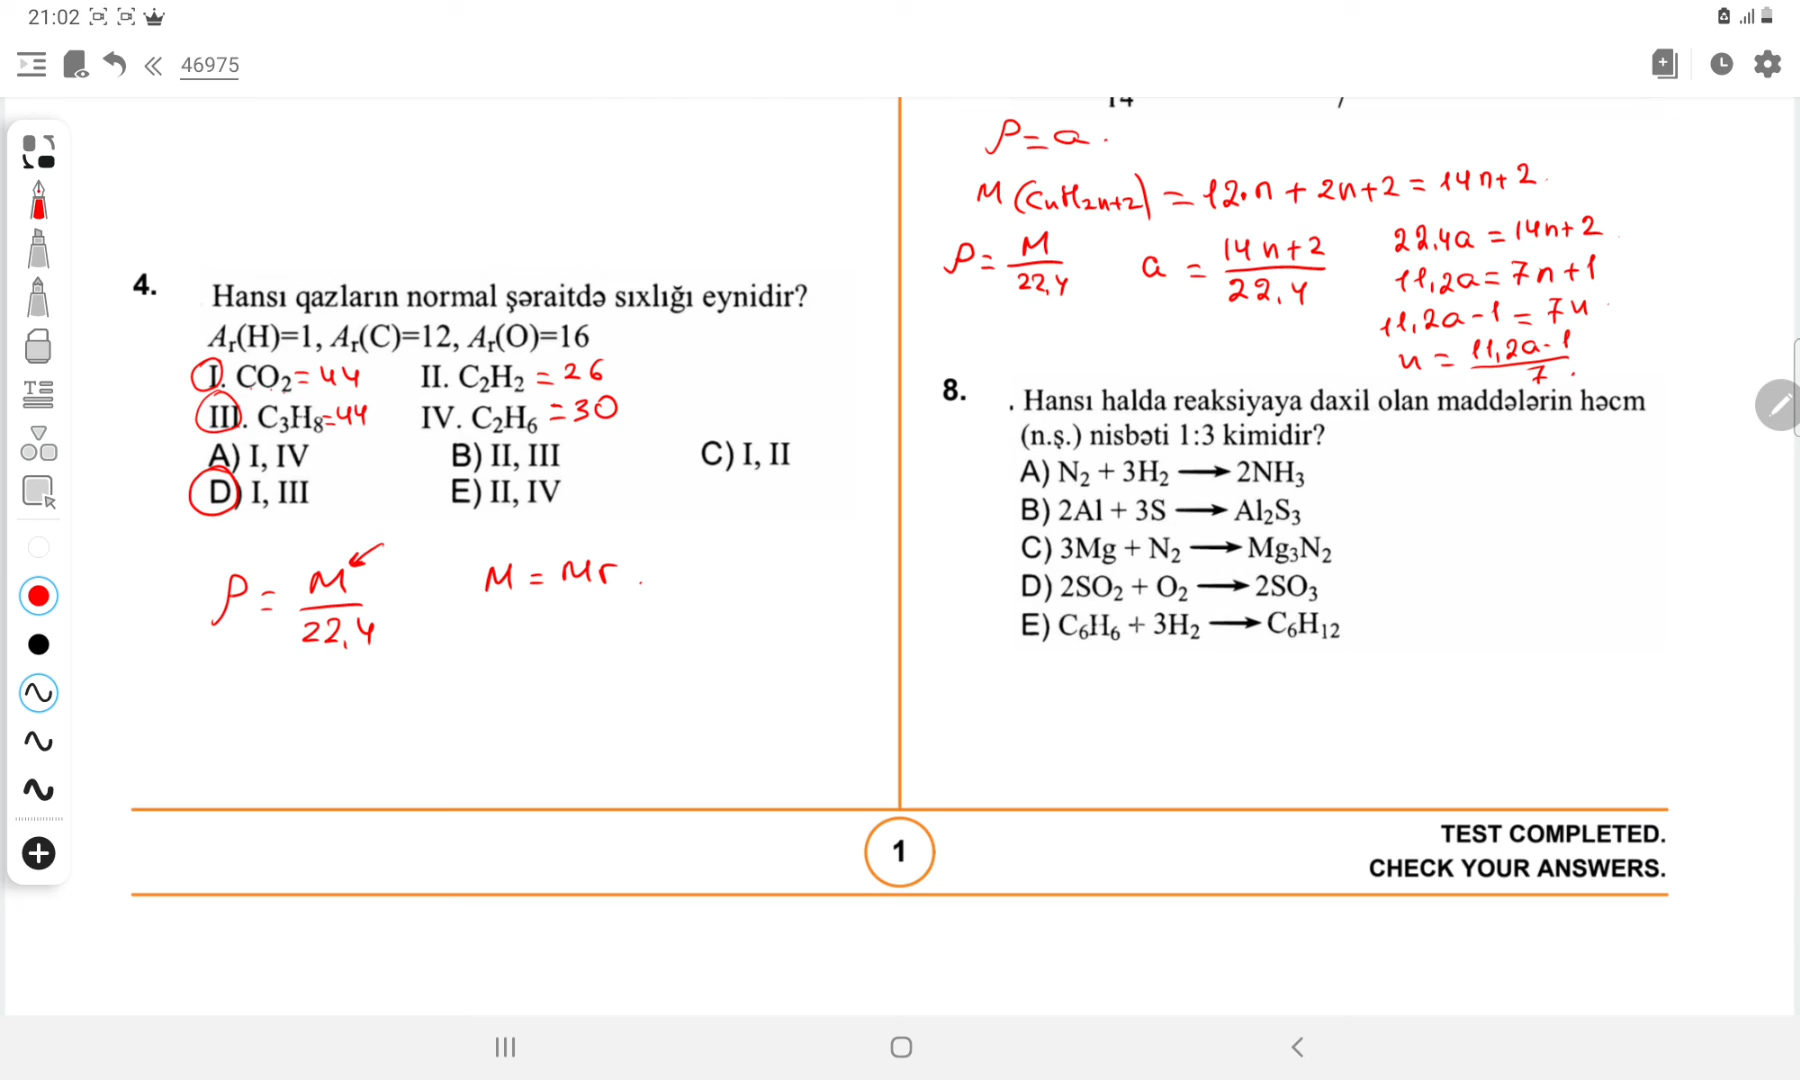 21:02
46975
4.
Hansı qazların normal şəraitdə sıxlığı eynidir?
Aᵣ(H)=1, Aᵣ(C)=12, Aᵣ(O)=16
I. CO₂ = 44 II. C₂H₂ = 26
III. C₃H₈ = 44 IV. C₂H₆ = 30
A) I, IV B) II, III C) I, II
D) I, III E) II, IV
ρ = M / 22,4 M = Mr.
14 7
ρ = a.
M (CnH2n+2) = 12·n + 2n+2 = 14n+2.
ρ = M / 22,4 a = 14n+2 / 22,4 22,4a = 14n+2
11,2a = 7n+1
11,2a-1 = 7n
n = 11,2a-1 / 7.
8.
. Hansı halda reaksiyaya daxil olan maddələrin həcm
(n.ş.) nisbəti 1:3 kimidir?
A) N₂ + 3H₂ ⟶ 2NH₃
B) 2Al + 3S ⟶ Al₂S₃
C) 3Mg + N₂ ⟶ Mg₃N₂
D) 2SO₂ + O₂ ⟶ 2SO₃
E) C₆H₆ + 3H₂ ⟶ C₆H₁₂
1
TEST COMPLETED.
CHECK YOUR ANSWERS.